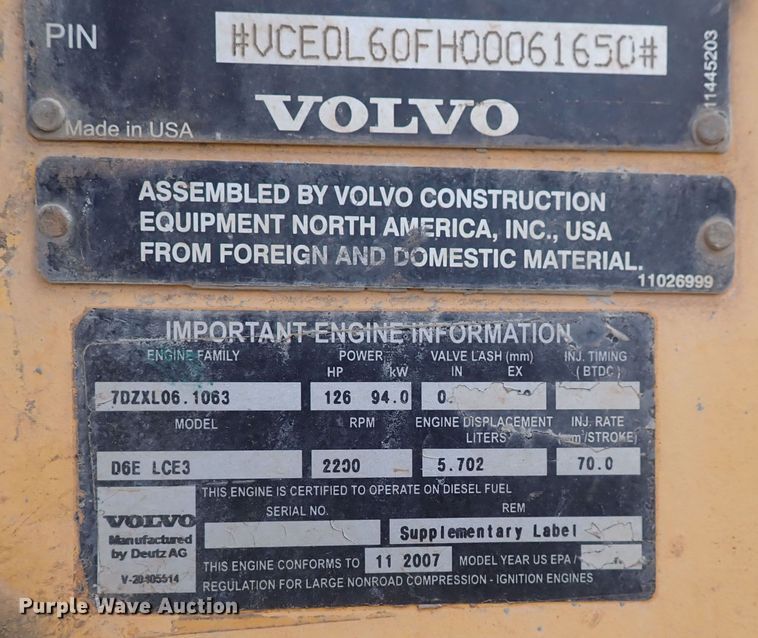 PIN #VCE0L60FH00061650#
11445203
VOLVO
Made in USA
ASSEMBLED BY VOLVO CONSTRUCTION
EQUIPMENT NORTH AMERICA, INC., USA
FROM FOREIGN AND DOMESTIC MATERIAL.
11026999
IMPORTANT ENGINE INFORMATION
ENGINE FAMILY POWER VALVE LASH (mm) INJ. TIMING
HP kW IN EX (BTDC)
7DZXL06.1063 126 94.0
MODEL RPM ENGINE DISPLACEMENT INJ. RATE
LITERS (mm³/STROKE)
D6E LCE3 2200 5.702 70.0
THIS ENGINE IS CERTIFIED TO OPERATE ON DIESEL FUEL
SERIAL NO. REM
VOLVO
Supplementary Label
Manufactured
by Deutz AG
THIS ENGINE CONFORMS TO 11 2007 MODEL YEAR US EPA /
REGULATION FOR LARGE NONROAD COMPRESSION - IGNITION ENGINES
Purple Wave Auction